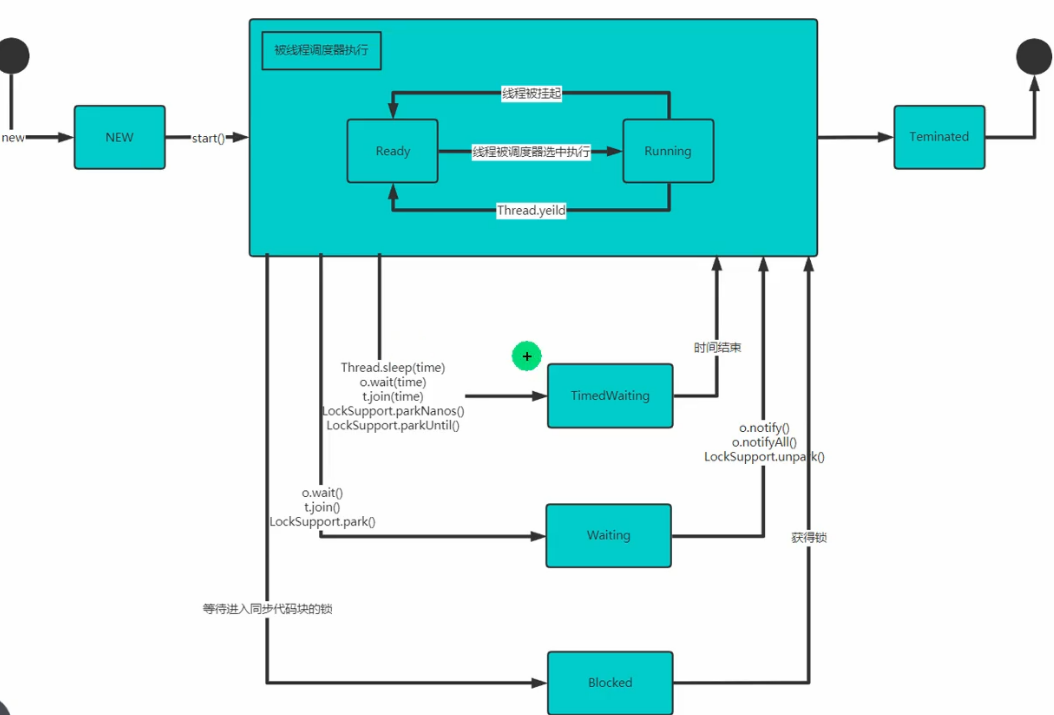 被线程调度器执行
线程被挂起
new
NEW
start()
Ready
线程被调度器选中执行
Running
Teminated
Thread.yeild
Thread.sleep(time)
o.wait(time)
t.join(time)
LockSupport.parkNanos()
LockSupport.parkUntil()
+
TimedWaiting
时间结束
o.notify()
o.notifyAll()
LockSupport.unpark()
o.wait()
t.join()
LockSupport.park()
Waiting
获得锁
等待进入同步代码块的锁
Blocked